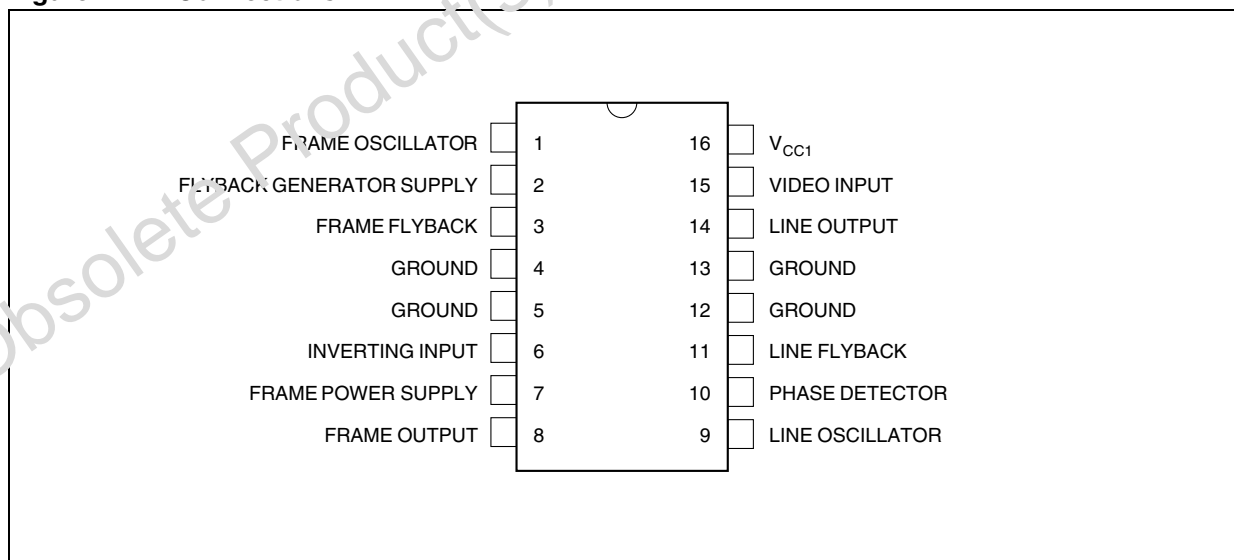 Obsolete Product(s)
FRAME OSCILLATOR 1 16 VCC1
FLYBACK GENERATOR SUPPLY 2 15 VIDEO INPUT
FRAME FLYBACK 3 14 LINE OUTPUT
GROUND 4 13 GROUND
GROUND 5 12 GROUND
INVERTING INPUT 6 11 LINE FLYBACK
FRAME POWER SUPPLY 7 10 PHASE DETECTOR
FRAME OUTPUT 8 9 LINE OSCILLATOR